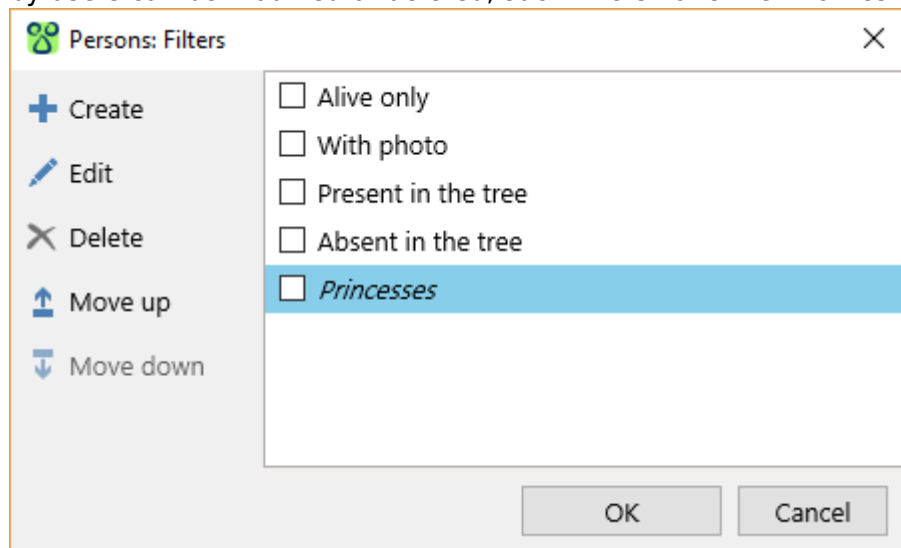 Persons: Filters
Create
Edit
Delete
Move up
Move down
Alive only
With photo
Present in the tree
Absent in the tree
Princesses
OK
Cancel